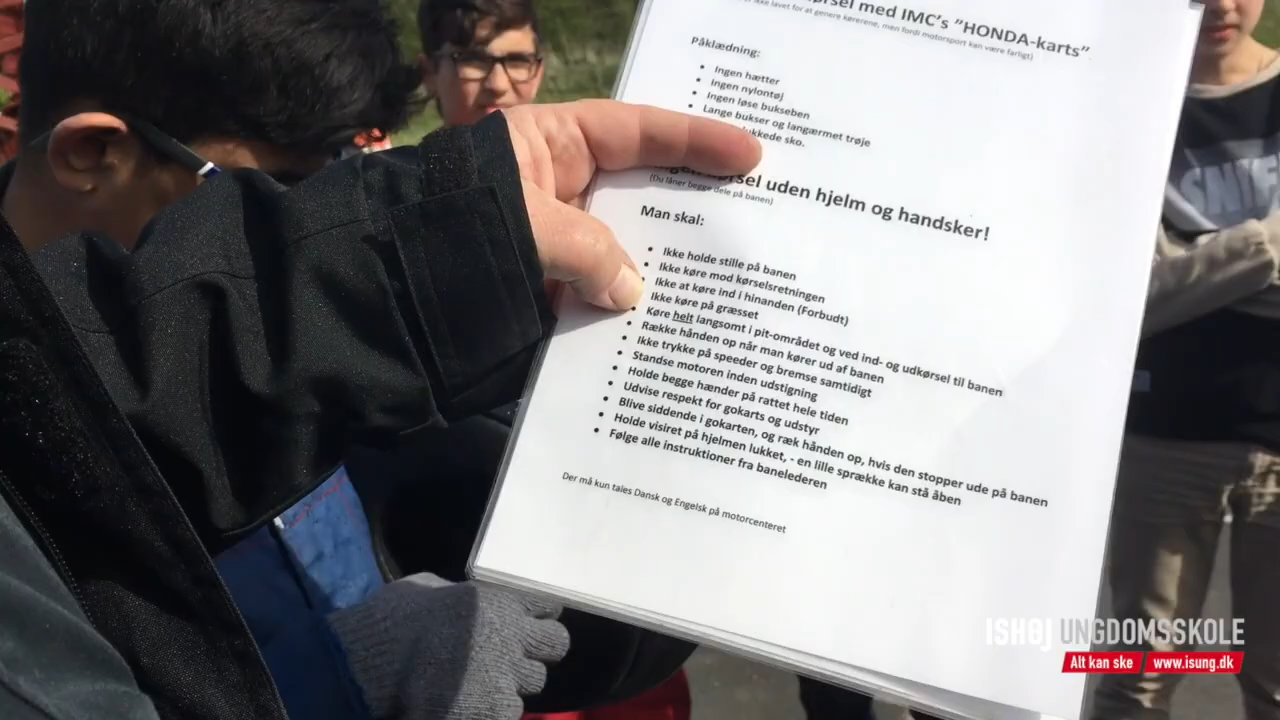 med IMC's "HONDA-karts"
er ikke lavet for at genere kørerene, men fordi motorsport kan være farligt)
Påklædning:
• Ingen hætter
• Ingen nylontøj
• Ingen løse bukseben
• Lange bukser og langærmet trøje
sko.
uden hjelm og handsker!
(Du låner begge dele på banen)
Man skal:
• Ikke holde stille på banen
• Ikke køre mod kørselsretningen
• Ikke at køre ind i hinanden (Forbudt)
• Ikke køre på græsset
• Køre helt langsomt i pit-området og ved ind- og udkørsel til banen
• Række hånden op når man kører ud af banen
• Ikke trykke på speeder og bremse samtidigt
• Standse motoren inden udstigning
• Holde begge hænder på rattet hele tiden
• Udvise respekt for gokarts og udstyr
• Blive siddende i gokarten, og ræk hånden op, hvis den stopper ude på banen
• Holde visiret på hjelmen lukket, - en lille sprække kan stå åben
• Følge alle instruktioner fra banelederen
Der må kun tales Dansk og Engelsk på motorcenteret
ISHØJ UNGDOMSSKOLE
Alt kan ske www.isung.dk